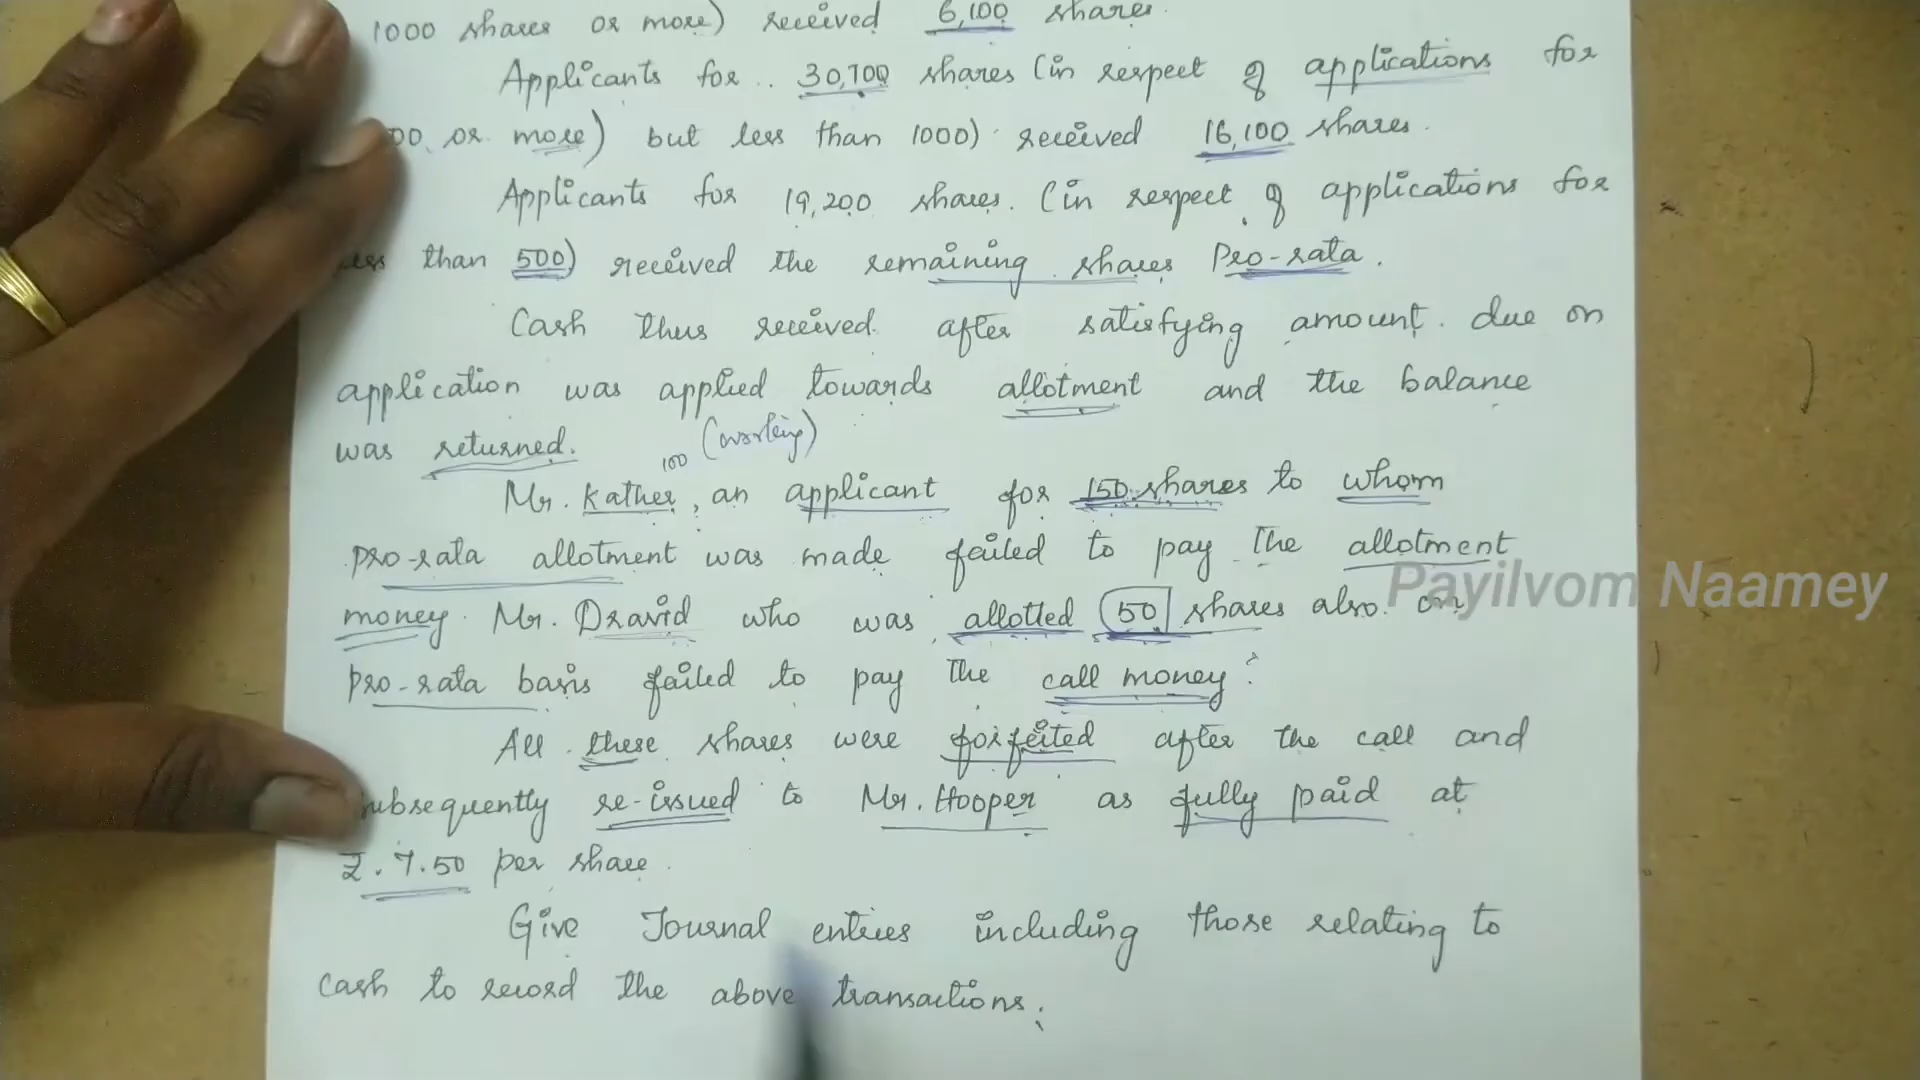 1000 shares or more) received 6,100 shares.
Applicants for 30,700 shares (in respect of applications for
00 or more) but less than 1000) received 16,100 shares.
Applicants for 19,200 shares. (in respect of applications for
less than 500) received the remaining shares Pro-rata.
Cash thus received after satisfying amount due on
application was applied towards allotment and the balance
was returned.
100
Mr. Kather, an applicant for 150 shares to whom
pro-rata allotment was made failed to pay the allotment
money. Mr. Dravid who was allotted 50 shares also on
pro-rata basis failed to pay the call money.
All these shares were forfeited after the call and
subsequently re-issued to Mr. Hooper as fully paid at
₹. 7.50 per share.
Give Journal entries including those relating to
cash to record the above transactions.
Payilvom Naamey